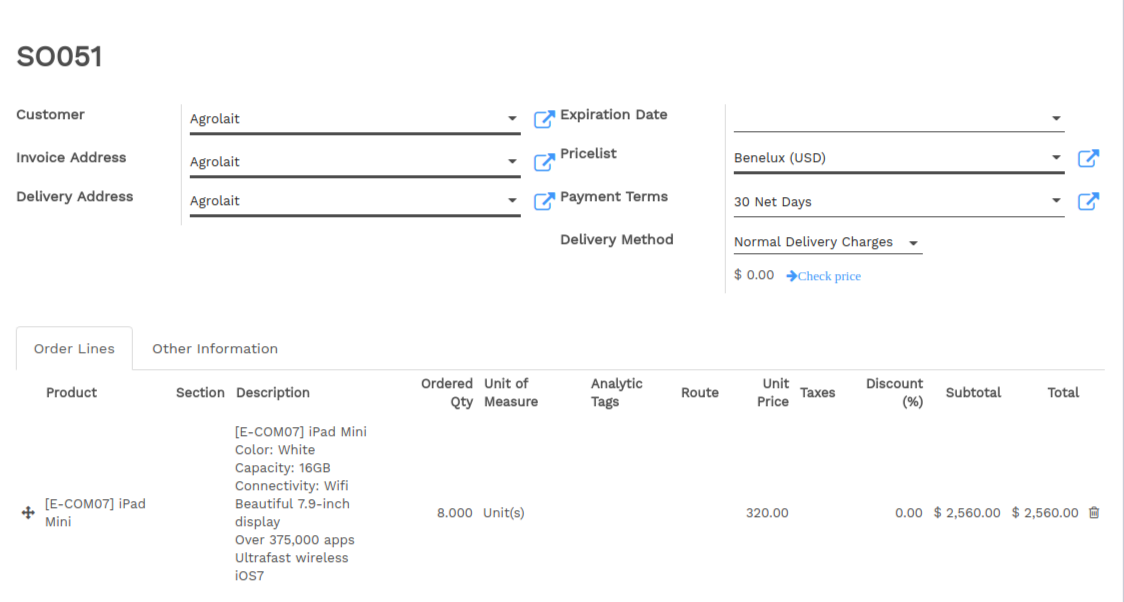 SO051
Customer
Agrolait
Expiration Date
Invoice Address
Agrolait
Pricelist
Benelux (USD)
Delivery Address
Agrolait
Payment Terms
30 Net Days
Delivery Method
Normal Delivery Charges
$ 0.00 Check price
Order Lines
Other Information
Product
Section
Description
Ordered
Qty
Unit of
Measure
Analytic
Tags
Route
Unit
Price
Taxes
Discount
(%)
Subtotal
Total
[E-COM07] iPad
Mini
[E-COM07] iPad Mini
Color: White
Capacity: 16GB
Connectivity: Wifi
Beautiful 7.9-inch
display
Over 375,000 apps
Ultrafast wireless
iOS7
8.000
Unit(s)
320.00
0.00
$ 2,560.00
$ 2,560.00